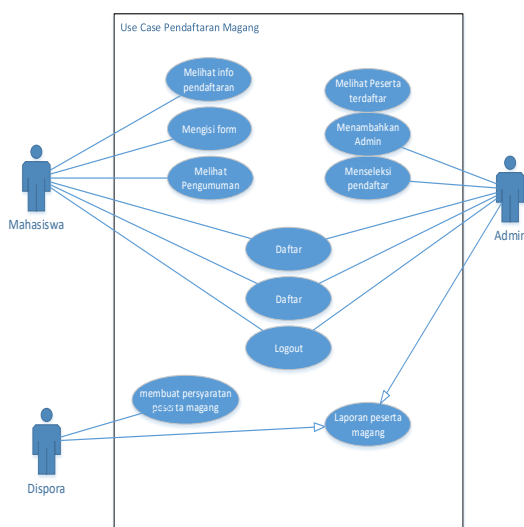 Use Case Pendaftaran Magang
Melihat info
pendaftaran
Melihat Peserta
terdaftar
Mengisi form
Menambahkan
Admin
Melihat
Pengumuman
Menseleksi
pendaftar
Mahasiswa
Admin
Daftar
Daftar
Logout
membuat persyaratan
peserta magang
Laporan peserta
magang
Dispora